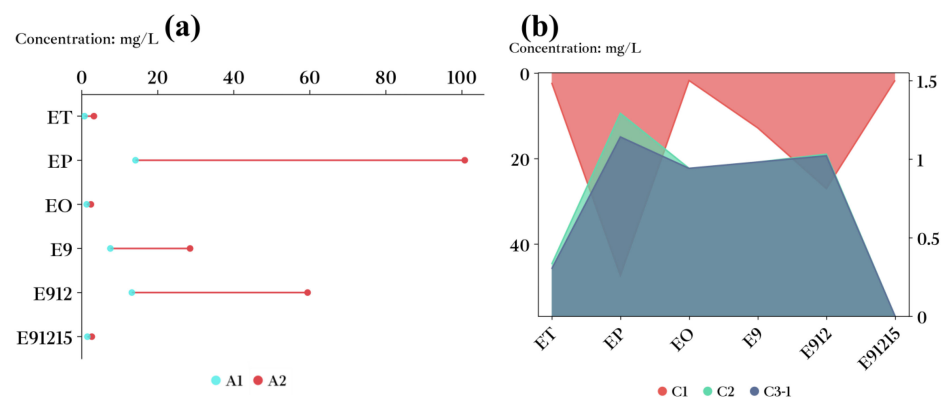 (a)
Concentration: mg/L
0 20 40 60 80 100
ET
EP
EO
E9
E912
E91215
A1 A2
(b)
Concentration: mg/L
0
20
40
1.5
1
0.5
0
ET EP EO E9 E912 E91215
C1 C2 C3-1